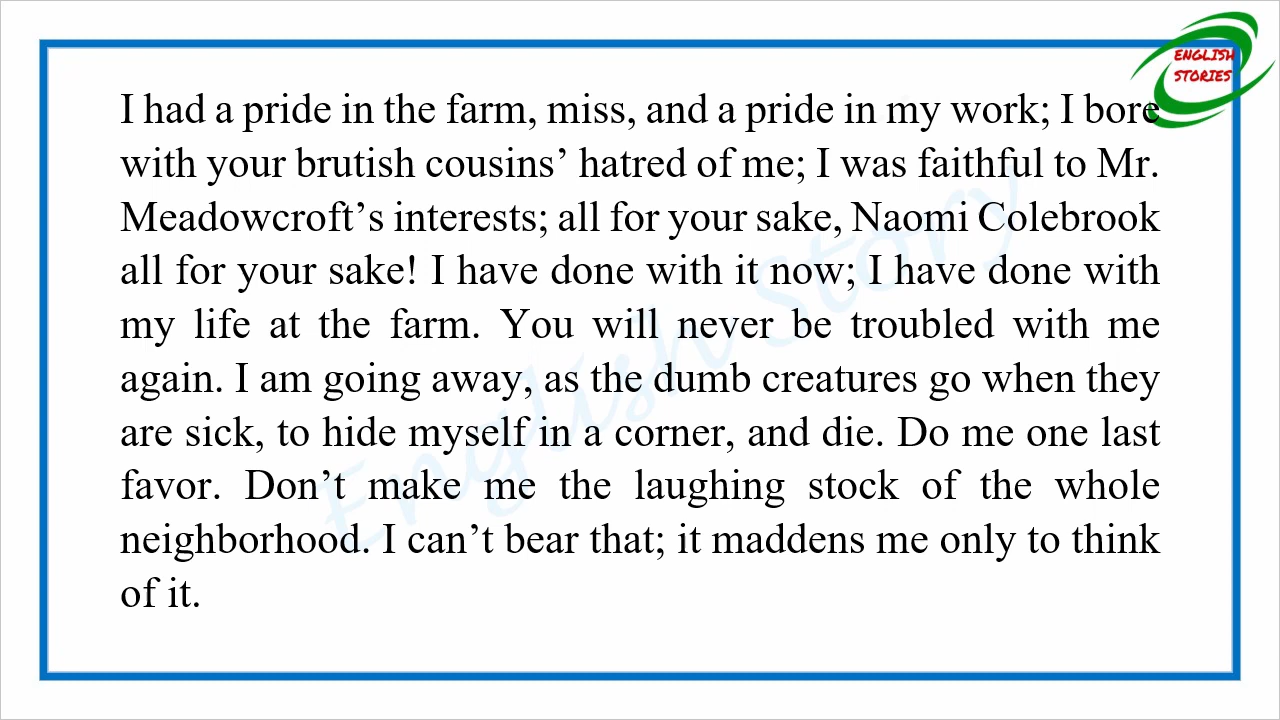 ENGLISH
STORIES
I had a pride in the farm, miss, and a pride in my work; I bore
with your brutish cousins’ hatred of me; I was faithful to Mr.
Meadowcroft’s interests; all for your sake, Naomi Colebrook
all for your sake! I have done with it now; I have done with
my life at the farm. You will never be troubled with me
again. I am going away, as the dumb creatures go when they
are sick, to hide myself in a corner, and die. Do me one last
favor. Don’t make me the laughing stock of the whole
neighborhood. I can’t bear that; it maddens me only to think
of it.
English Story